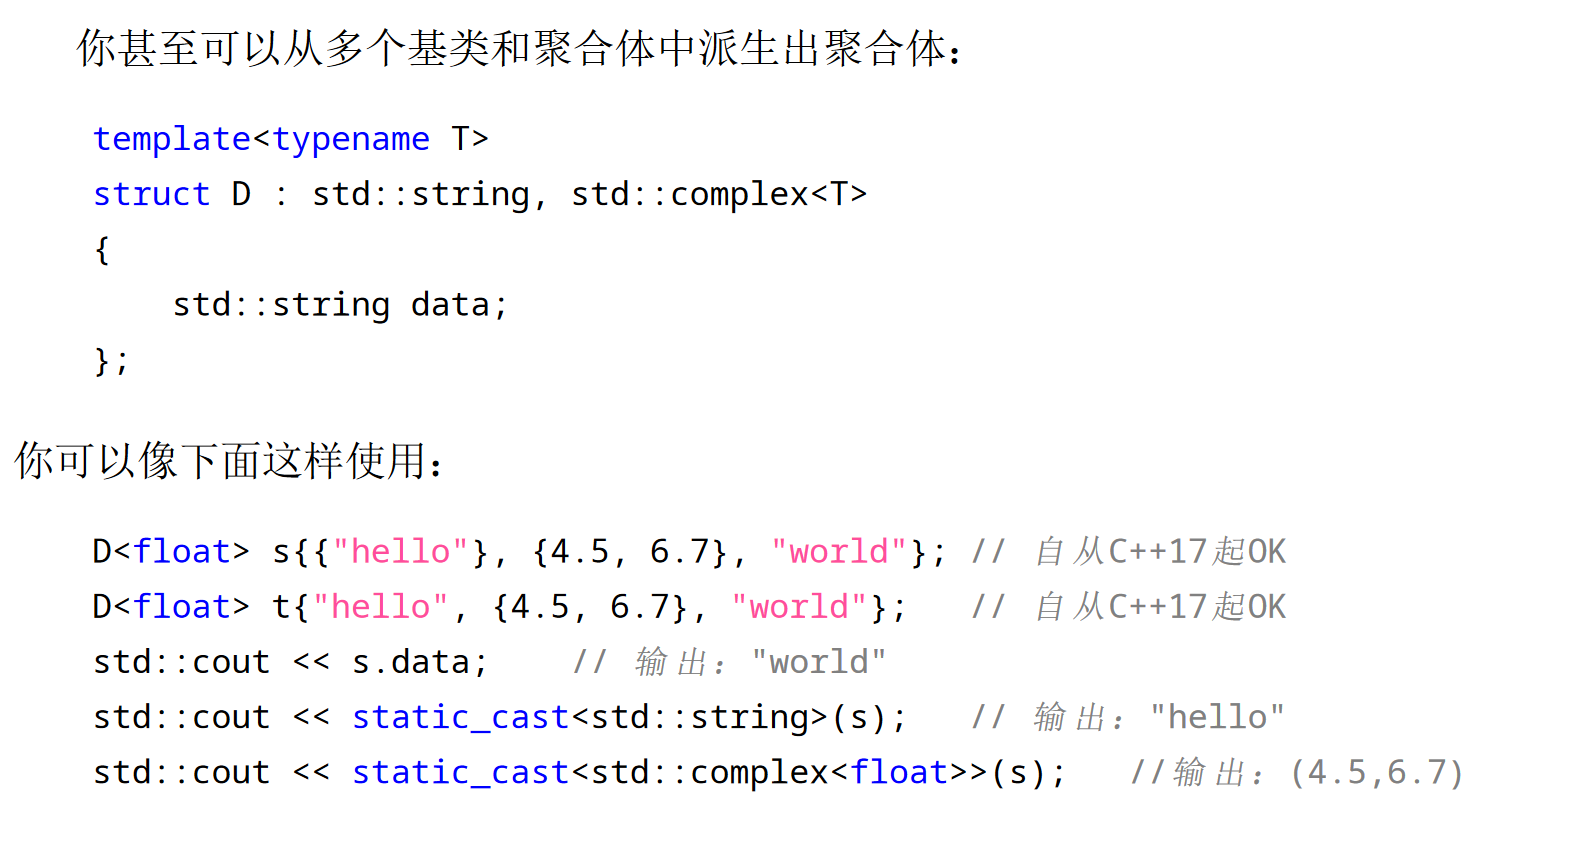 你甚至可以从多个基类和聚合体中派生出聚合体：
template<typename T>
struct D : std::string, std::complex<T>
{
    std::string data;
};
你可以像下面这样使用：
D<float> s{{"hello"}, {4.5, 6.7}, "world"}; // 自从C++17起OK
D<float> t{"hello", {4.5, 6.7}, "world"};   // 自从C++17起OK
std::cout << s.data;    // 输出："world"
std::cout << static_cast<std::string>(s);   // 输出："hello"
std::cout << static_cast<std::complex<float>>(s);   //输出：(4.5,6.7)